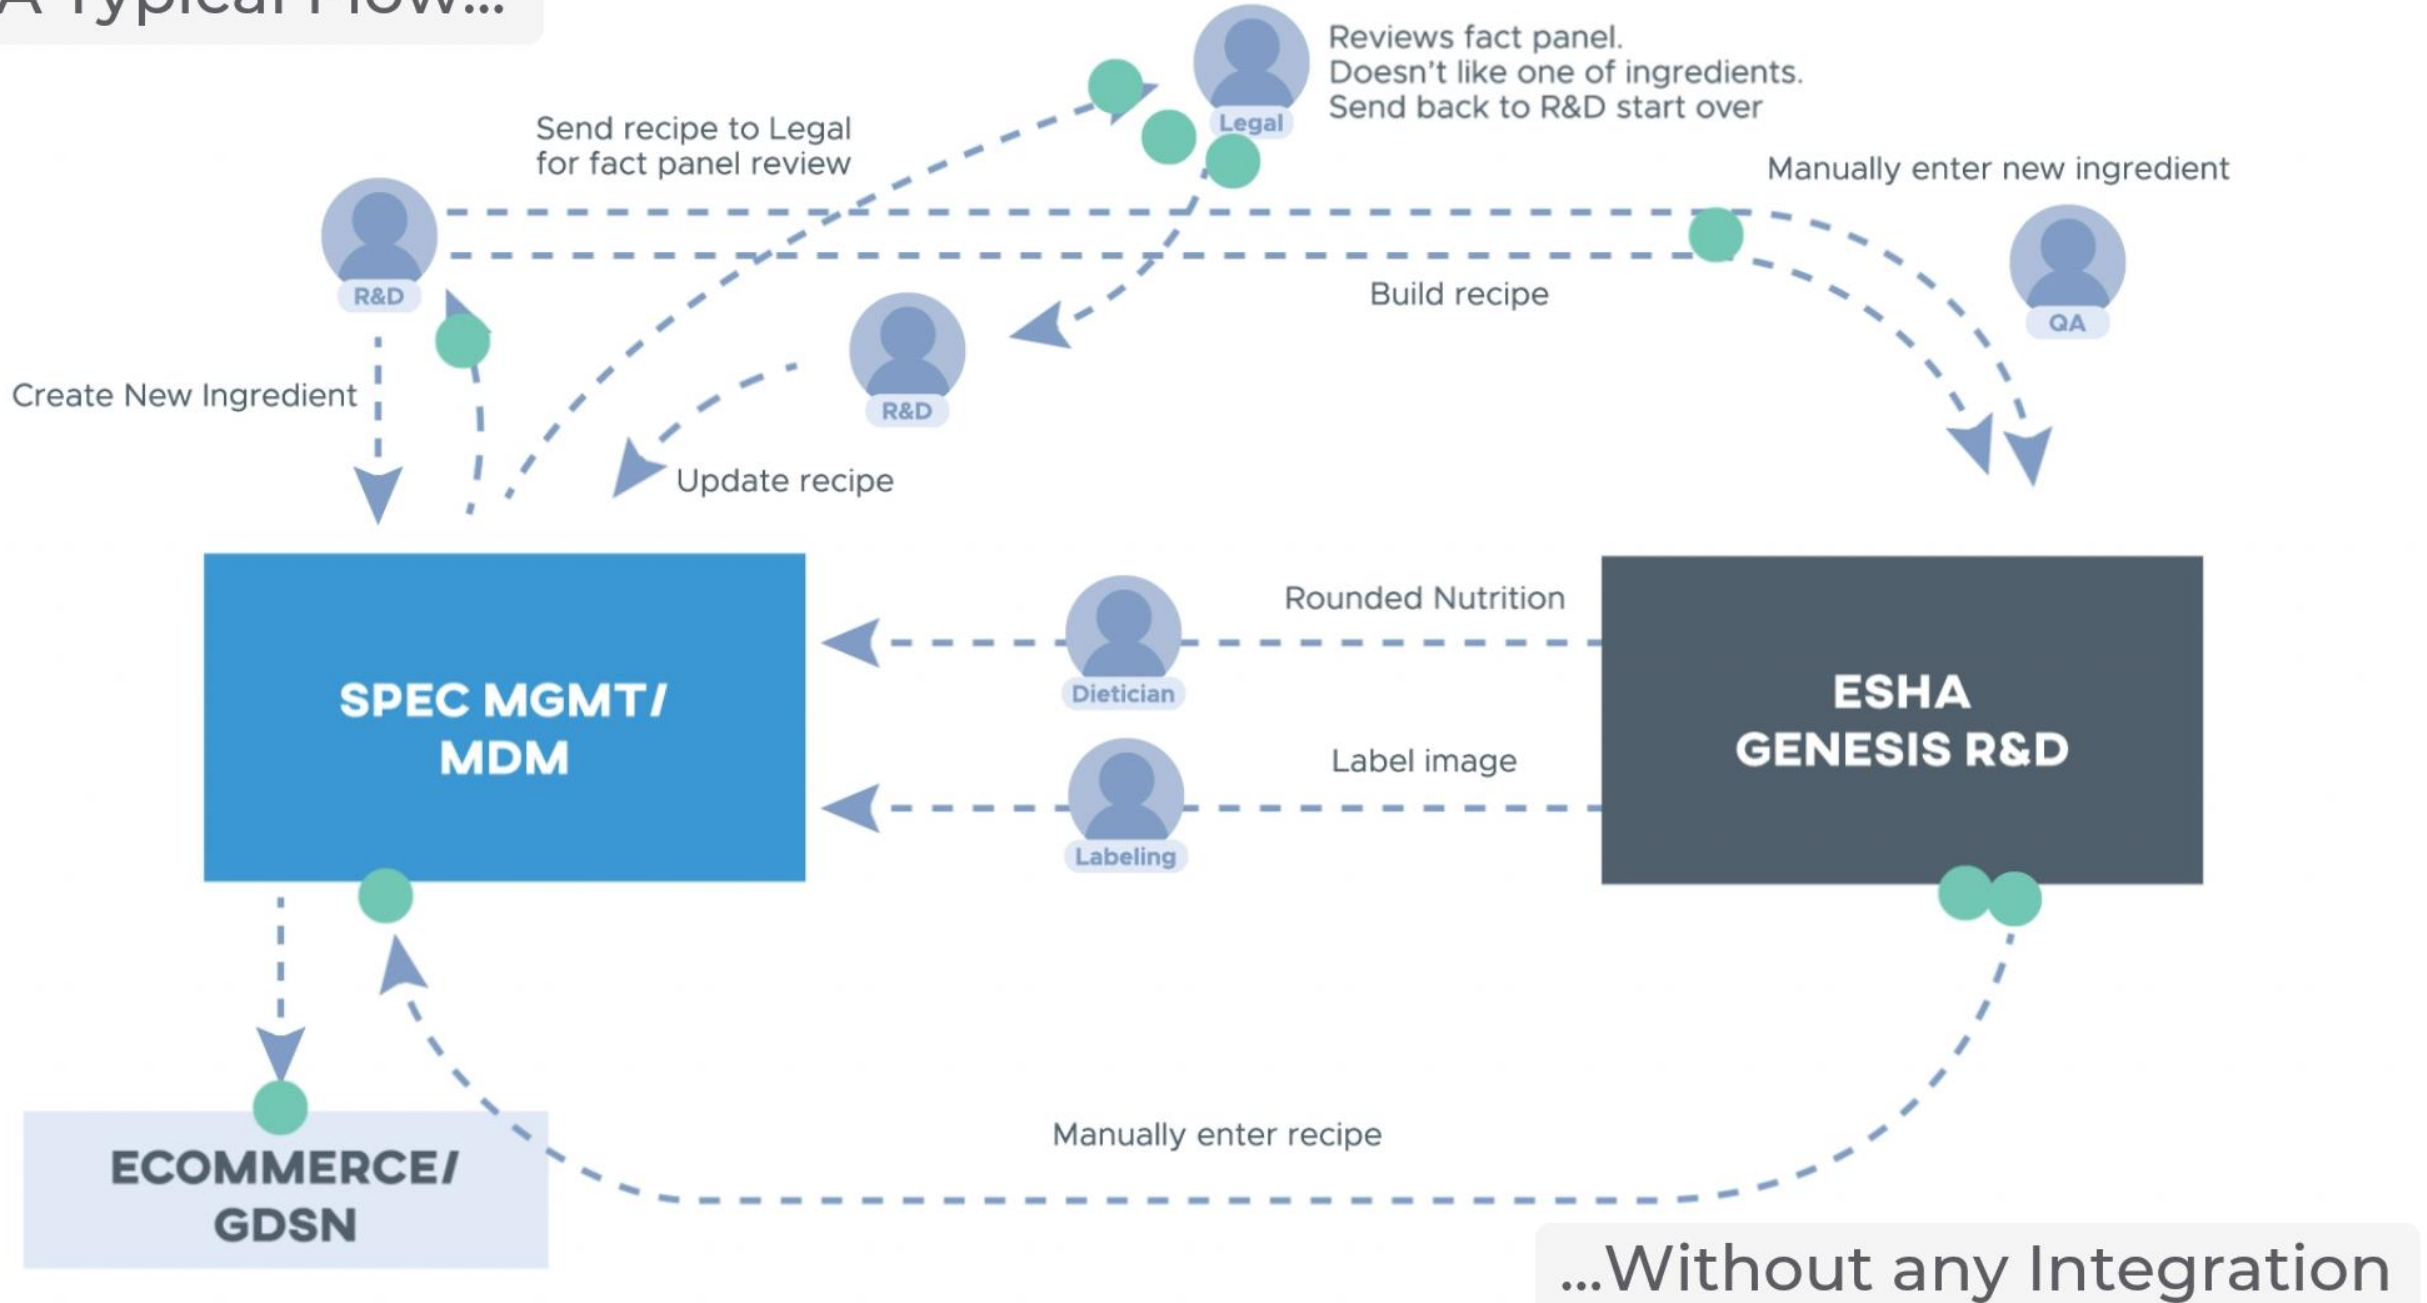 A Typical Flow...
Reviews fact panel.
Doesn't like one of ingredients.
Send back to R&D start over
Legal
Send recipe to Legal
for fact panel review
Manually enter new ingredient
R&D
Build recipe
QA
Create New Ingredient
R&D
Update recipe
Rounded Nutrition
Dietician
SPEC MGMT/
MDM
ESHA
GENESIS R&D
Label image
Labeling
Manually enter recipe
ECOMMERCE/
GDSN
...Without any Integration